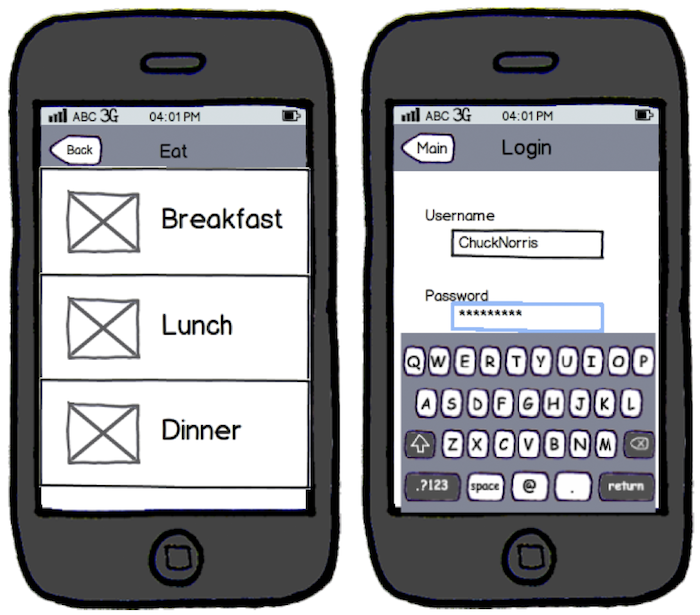 ABC 3G 04:01 PM
Back Eat
Breakfast
Lunch
Dinner
ABC 3G 04:01 PM
Main Login
Username
ChuckNorris
Password
*********
Q W E R T Y U I O P
A S D F G H J K L
Z X C V B N M
.?123 space @ . return